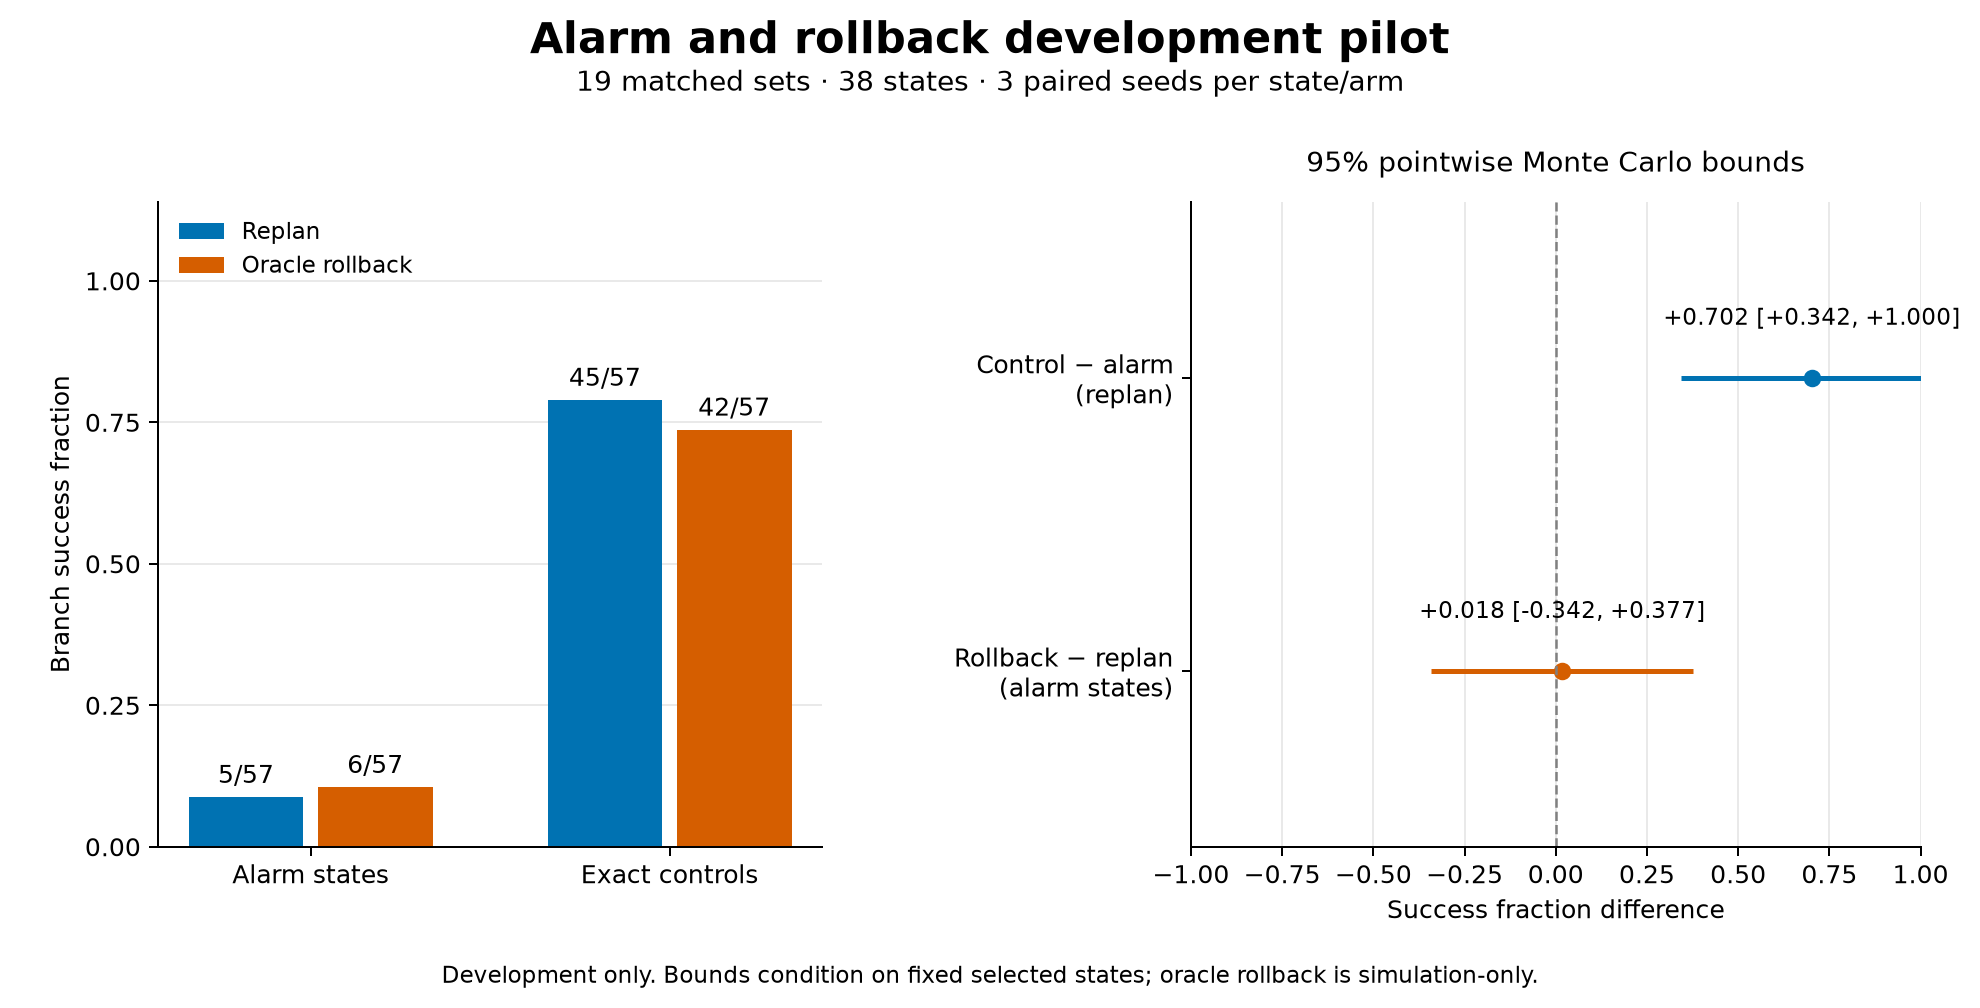 Alarm and rollback development pilot
19 matched sets · 38 states · 3 paired seeds per state/arm
Replan
Oracle rollback
Branch success fraction
1.00
0.75
0.50
0.25
0.00
5/57
6/57
45/57
42/57
Alarm states
Exact controls
95% pointwise Monte Carlo bounds
+0.702 [+0.342, +1.000]
Control − alarm
(replan)
+0.018 [-0.342, +0.377]
Rollback − replan
(alarm states)
−1.00 −0.75 −0.50 −0.25 0.00 0.25 0.50 0.75 1.00
Success fraction difference
Development only. Bounds condition on fixed selected states; oracle rollback is simulation-only.